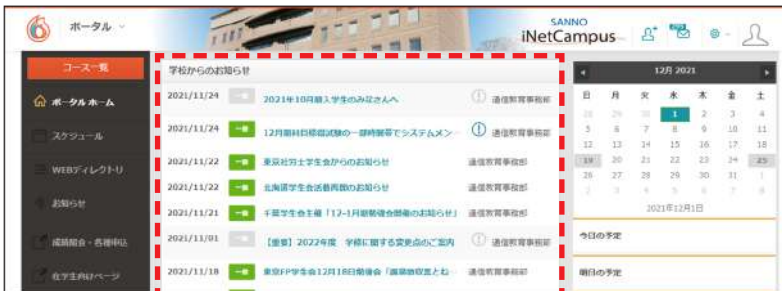 ポータル
SANNO
iNetCampus
コース一覧
ポータルホーム
スケジュール
WEBディレクトリ
お知らせ
成績照会・各種申込
在学生向けページ
学校からのお知らせ
2021/11/24 2021年10月期入学生のみなさんへ 通信教育事務部
2021/11/24 一般 12月期科目修得試験の一部時間帯でシステムメン… 通信教育事務部
2021/11/22 一般 東京社労士学生会からのお知らせ 通信教育事務部
2021/11/22 一般 北海道学生会活動再開のお知らせ 通信教育事務部
2021/11/21 一般 千葉学生会主催「12-1月期勉強会開催のお知らせ」 通信教育事務部
2021/11/01 【重要】2022年度 学修に関する変更点のご案内 通信教育事務部
2021/11/18 一般 東京FP学生会12月18日勉強会 通信教育事務部
12月 2021
日 月 火 水 木 金 土
28 29 30 1 2 3 4
5 6 7 8 9 10 11
12 13 14 15 16 17 18
19 20 21 22 23 24 25
26 27 28 29 30 31 1
2 3 4 5 6 7 8
2021年12月1日
今日の予定
明日の予定